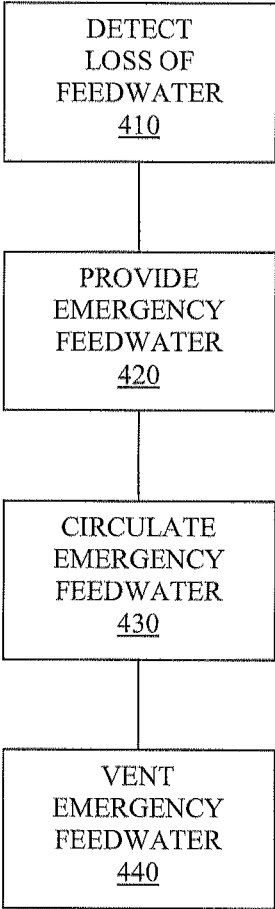 DETECT
LOSS OF
FEEDWATER
410
PROVIDE
EMERGENCY
FEEDWATER
420
CIRCULATE
EMERGENCY
FEEDWATER
430
VENT
EMERGENCY
FEEDWATER
440